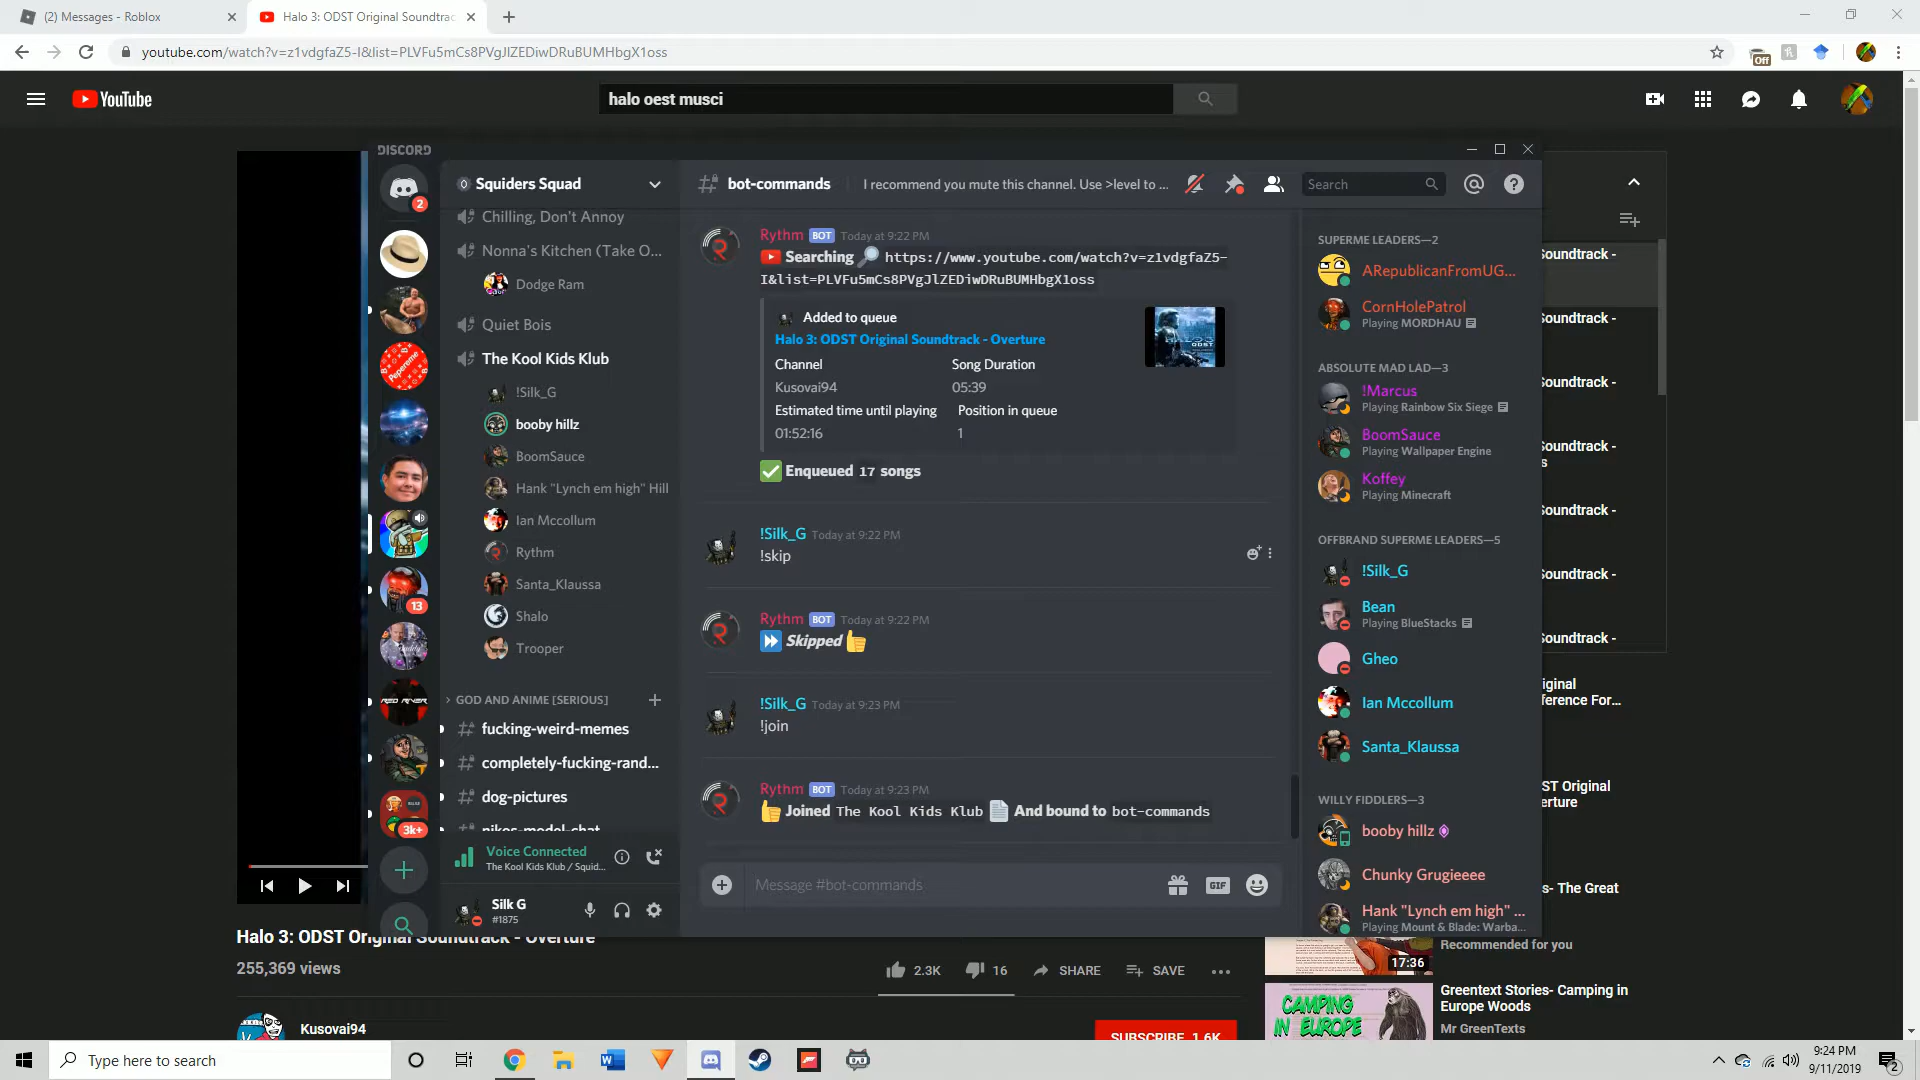 (2) Messages - Roblox
Halo 3: ODST Original Soundtrac
youtube.com/watch?v=z1vdgfaZ5-I&list=PLVFu5mCs8PVgJlZEDiwDRuBUMHbgX1oss
Off
YouTube
halo oest musci
DISCORD
Squiders Squad
bot-commands
I recommend you mute this channel. Use >level to ...
Search
2
Chilling, Don't Annoy
Nonna's Kitchen (Take O...
Dodge Ram
Quiet Bois
The Kool Kids Klub
!Silk_G
booby hillz
BoomSauce
Hank "Lynch em high" Hill
Ian Mccollum
Rythm
Santa_Klaussa
Shalo
Trooper
Pepereme
13
RED RIVER
3k+
GOD AND ANIME [SERIOUS]
fucking-weird-memes
completely-fucking-rand...
dog-pictures
nikos-model-chat
Voice Connected
The Kool Kids Klub / Squid...
Silk G
#1875
Rythm BOT Today at 9:22 PM
Searching https://www.youtube.com/watch?v=z1vdgfaZ5-
I&list=PLVFu5mCs8PVgJlZEDiwDRuBUMHbgX1oss
Added to queue
Halo 3: ODST Original Soundtrack - Overture
Channel Song Duration
Kusovai94 05:39
Estimated time until playing Position in queue
01:52:16 1
ODST
Enqueued 17 songs
!Silk_G Today at 9:22 PM
!skip
Rythm BOT Today at 9:22 PM
Skipped
!Silk_G Today at 9:23 PM
!join
Rythm BOT Today at 9:23 PM
Joined The Kool Kids Klub And bound to bot-commands
Message #bot-commands
GIF
SUPERME LEADERS—2
ARepublicanFromUG...
CornHolePatrol
Playing MORDHAU
ABSOLUTE MAD LAD—3
!Marcus
Playing Rainbow Six Siege
BoomSauce
Playing Wallpaper Engine
Koffey
Playing Minecraft
OFFBRAND SUPERME LEADERS—5
!Silk_G
Bean
Playing BlueStacks
Gheo
Ian Mccollum
Santa_Klaussa
WILLY FIDDLERS—3
booby hillz
Chunky Grugieeee
Hank "Lynch em high" ...
Playing Mount & Blade: Warba...
Soundtrack -
Soundtrack -
Soundtrack -
Soundtrack -
s
Soundtrack -
Soundtrack -
Soundtrack -
iginal
ference For...
ST Original
erture
s- The Great
Recommended for you
17:36
Greentext Stories- Camping in
Europe Woods
Mr GreenTexts
CAMPING
IN EUROPE
Halo 3: ODST Original Soundtrack - Overture
255,369 views
2.3K
16
SHARE
SAVE
Kusovai94
SUBSCRIBE 1.6K
Type here to search
9:24 PM
9/11/2019
2